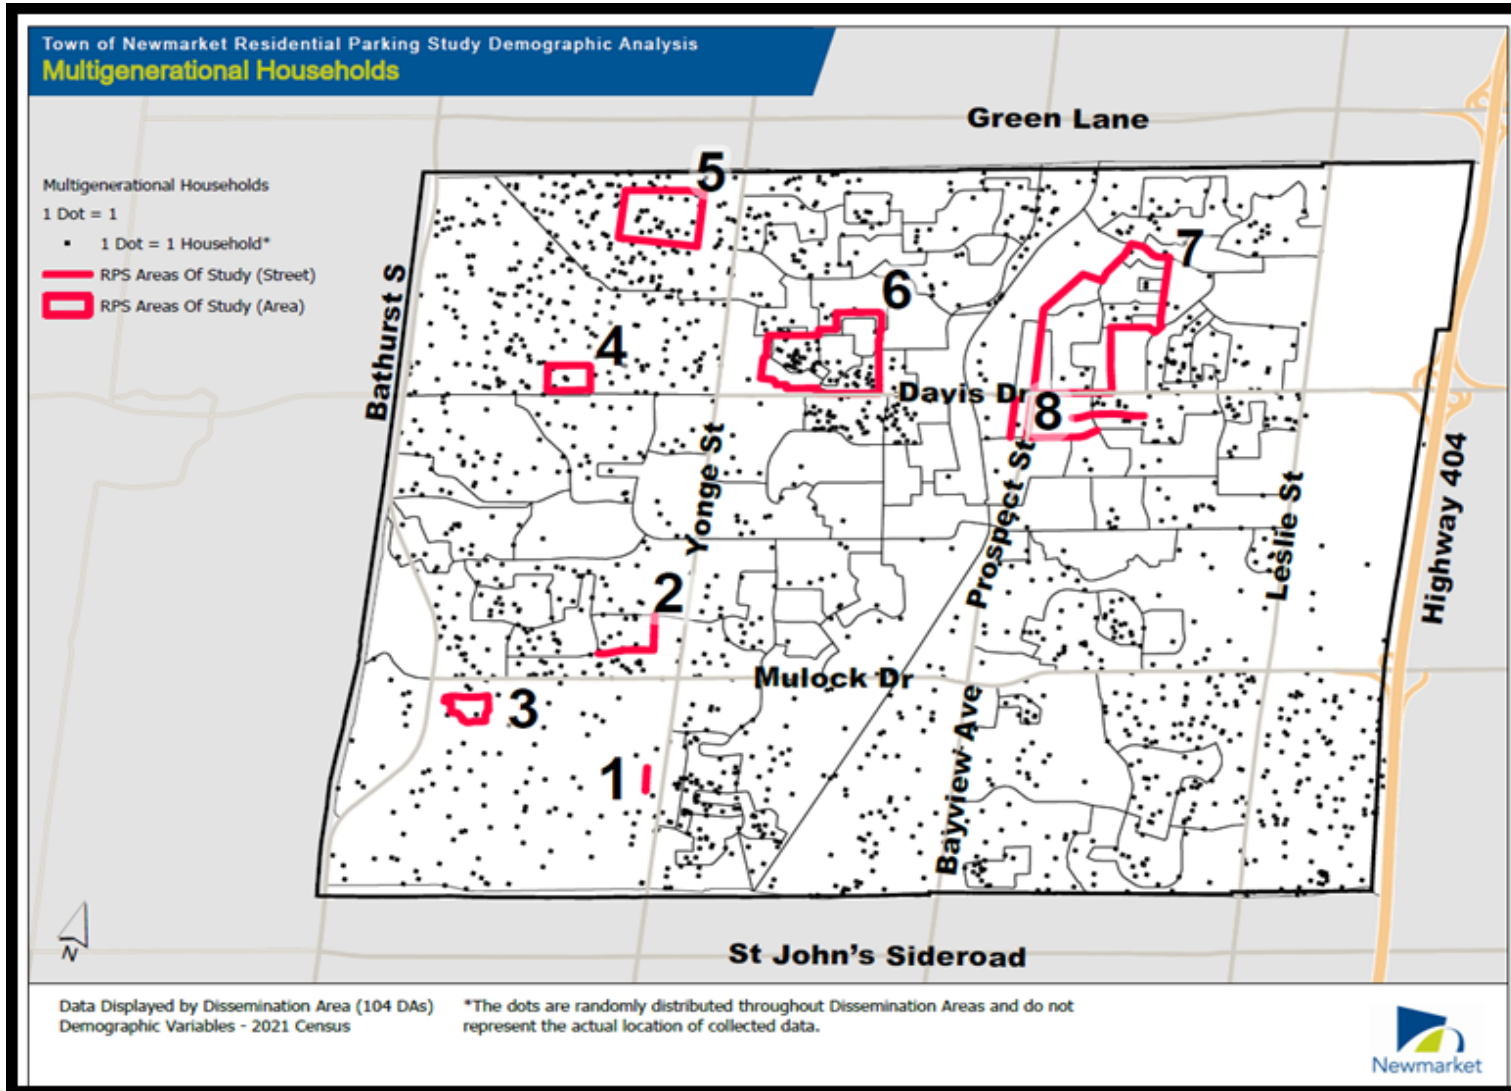 Town of Newmarket Residential Parking Study Demographic Analysis
Multigenerational Households
Green Lane
Multigenerational Households
1 Dot = 1
1 Dot = 1 Household*
RPS Areas Of Study (Street)
RPS Areas Of Study (Area)
5
7
6
4
Bathurst S
Davis Dr
8
Yonge St
Prospect St
Leslie St
Highway 404
2
Mulock Dr
3
1
Bayview Ave
N
St John's Sideroad
Data Displayed by Dissemination Area (104 DAs)
Demographic Variables - 2021 Census
*The dots are randomly distributed throughout Dissemination Areas and do not
represent the actual location of collected data.
Newmarket